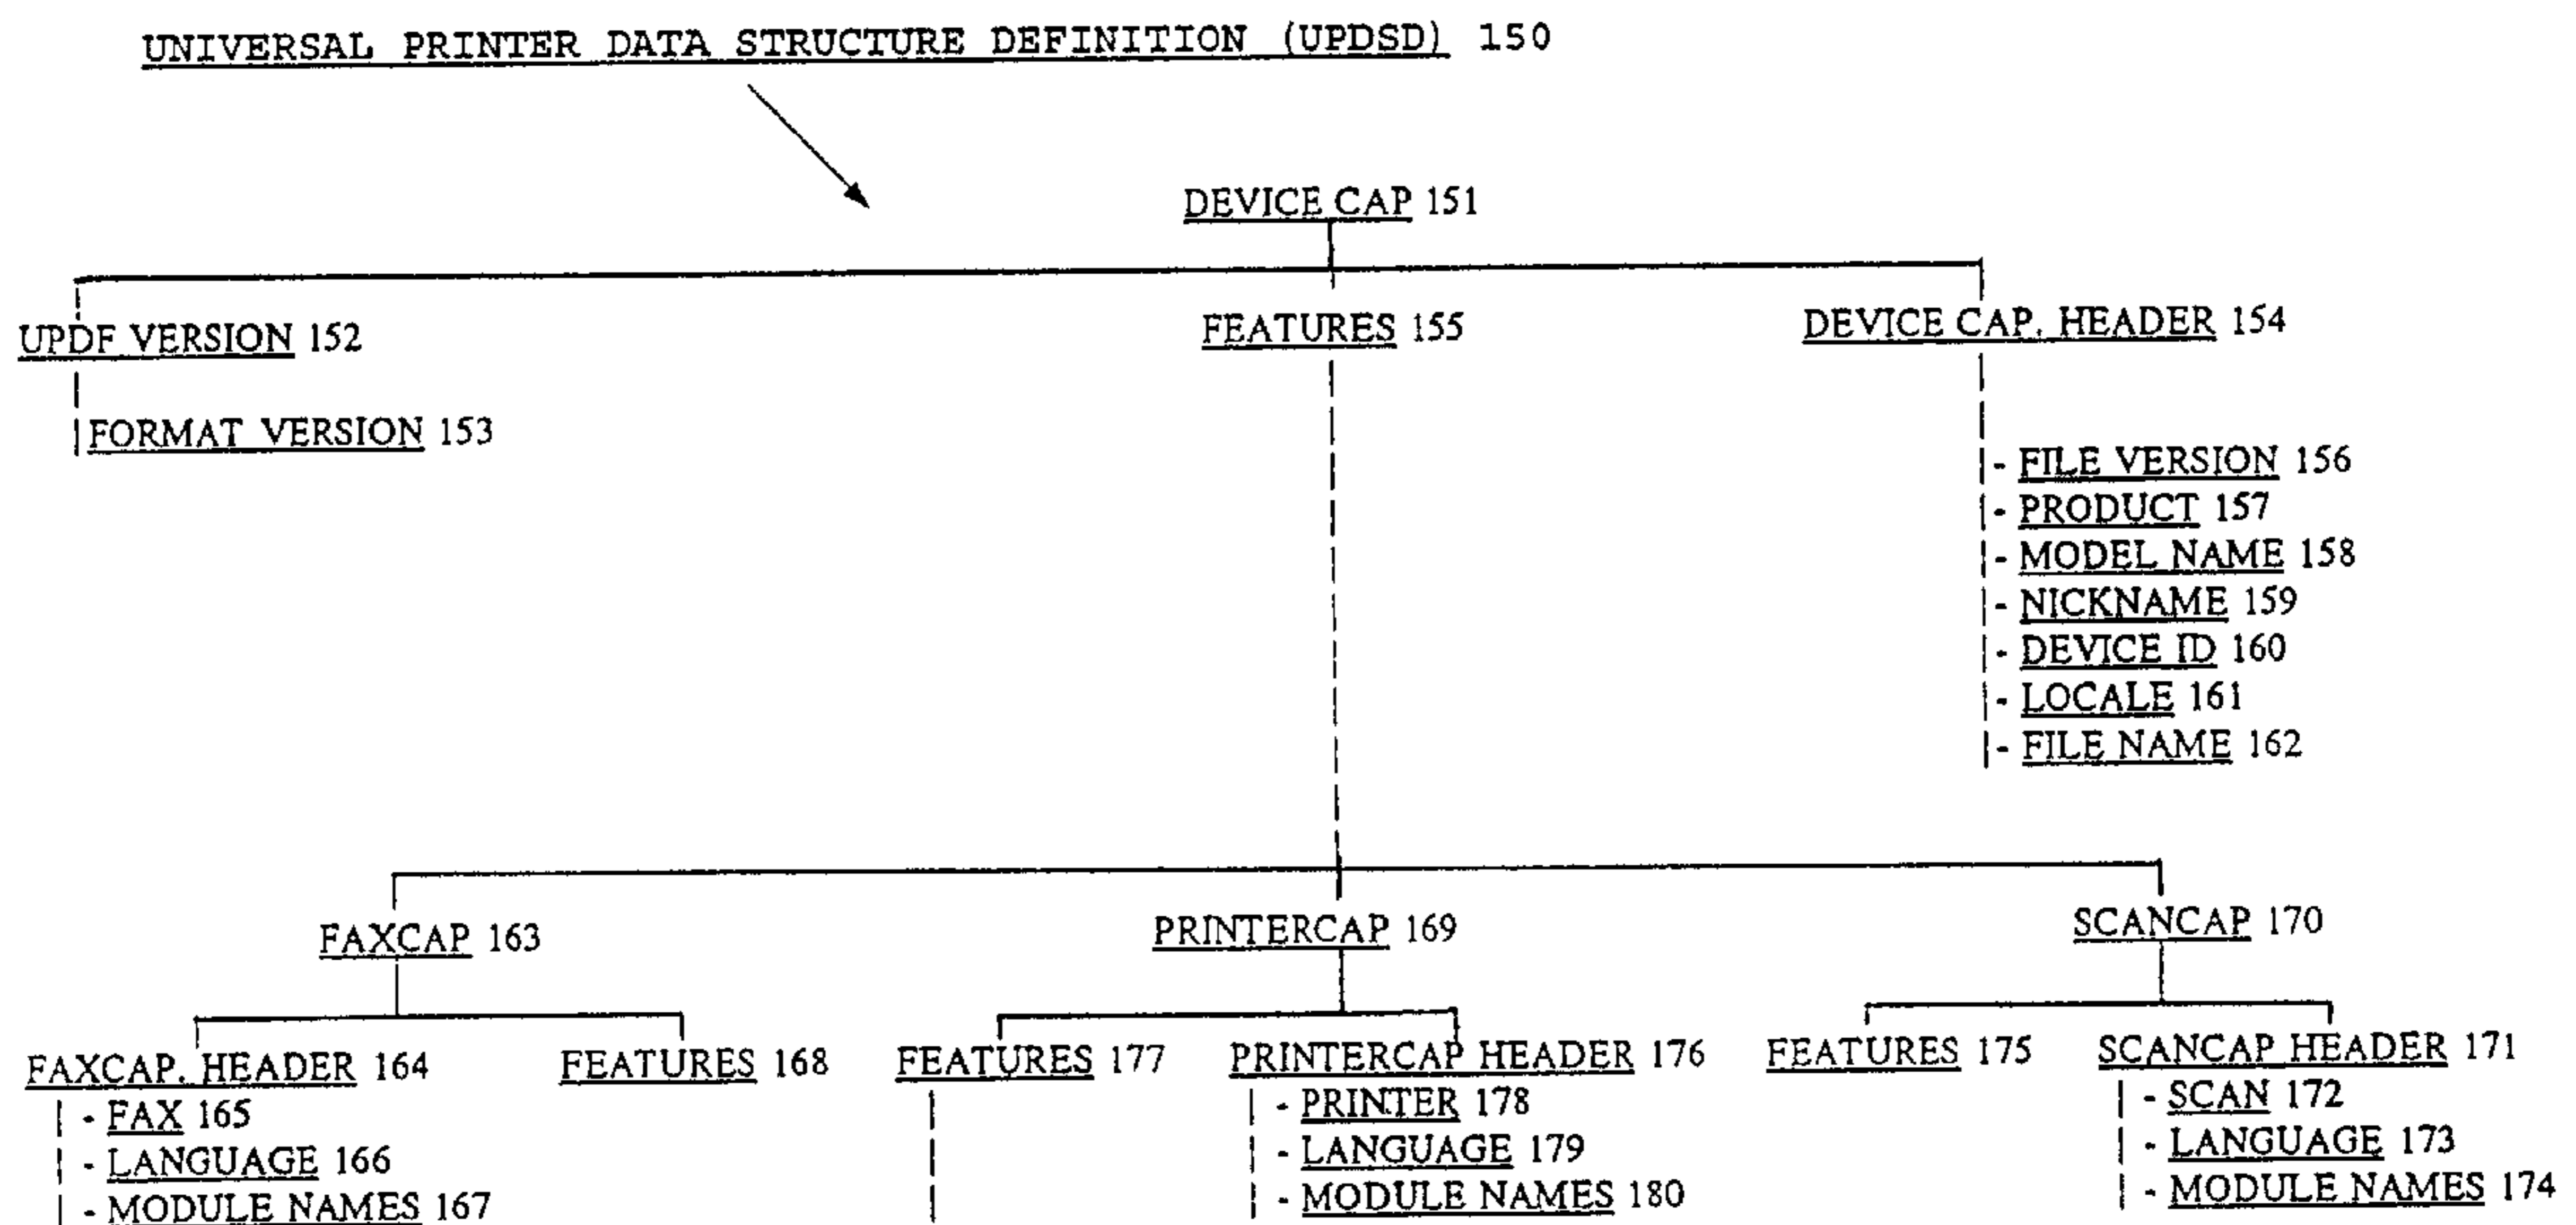 UNIVERSAL PRINTER DATA STRUCTURE DEFINITION (UPDSD) 150
DEVICE CAP 151
UPDF VERSION 152
FEATURES 155
DEVICE CAP. HEADER 154
FORMAT VERSION 153
- FILE VERSION 156
- PRODUCT 157
- MODEL NAME 158
- NICKNAME 159
- DEVICE ID 160
- LOCALE 161
- FILE NAME 162
FAXCAP 163
PRINTERCAP 169
SCANCAP 170
FAXCAP. HEADER 164
FEATURES 168
FEATURES 177
PRINTERCAP HEADER 176
FEATURES 175
SCANCAP HEADER 171
- FAX 165
- LANGUAGE 166
- MODULE NAMES 167
- PRINTER 178
- LANGUAGE 179
- MODULE NAMES 180
- SCAN 172
- LANGUAGE 173
- MODULE NAMES 174